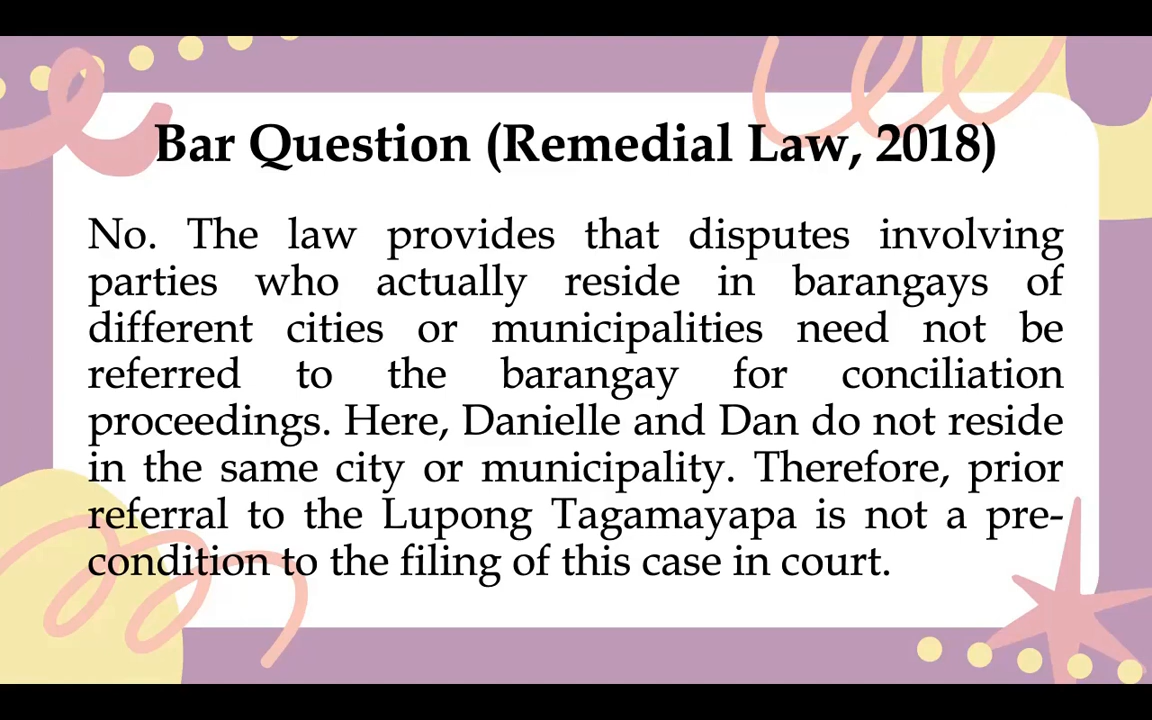 Bar Question (Remedial Law, 2018)
No. The law provides that disputes involving
parties who actually reside in barangays of
different cities or municipalities need not be
referred to the barangay for conciliation
proceedings. Here, Danielle and Dan do not reside
in the same city or municipality. Therefore, prior
referral to the Lupong Tagamayapa is not a pre-
condition to the filing of this case in court.